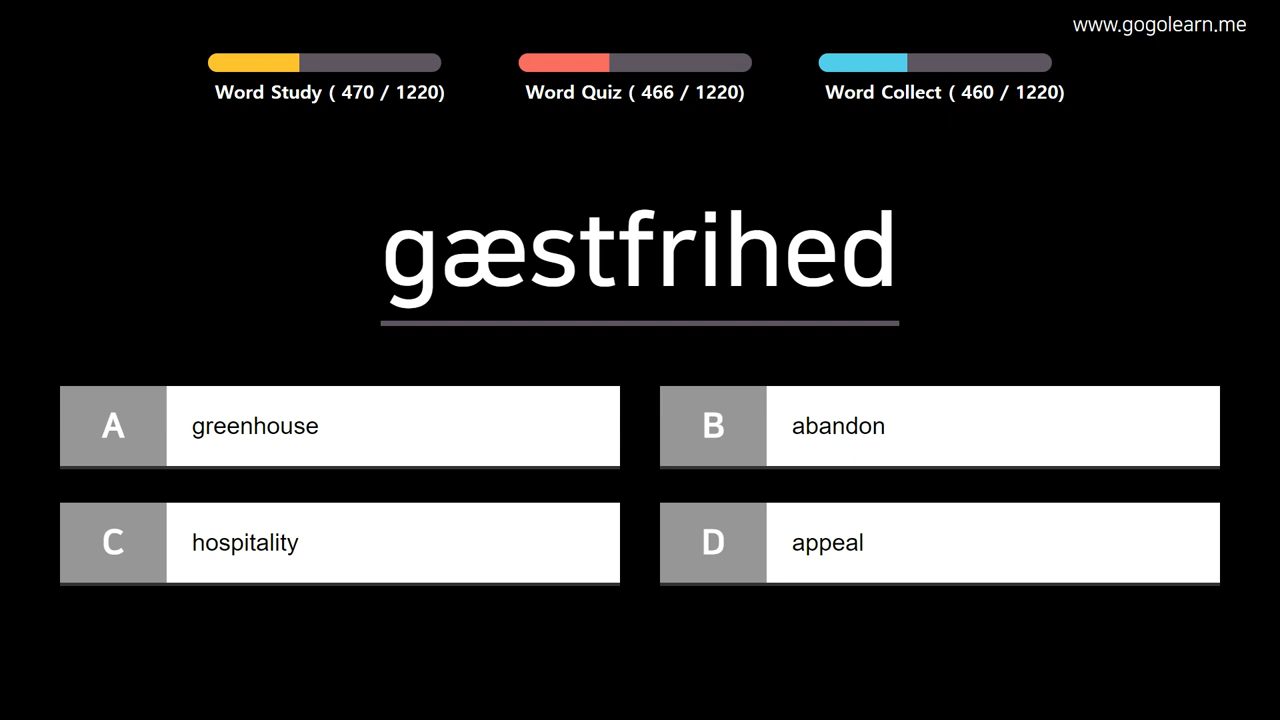 www.gogolearn.me
Word Study ( 470 / 1220)
Word Quiz ( 466 / 1220)
Word Collect ( 460 / 1220)
gæstfrihed
A greenhouse
B abandon
C hospitality
D appeal